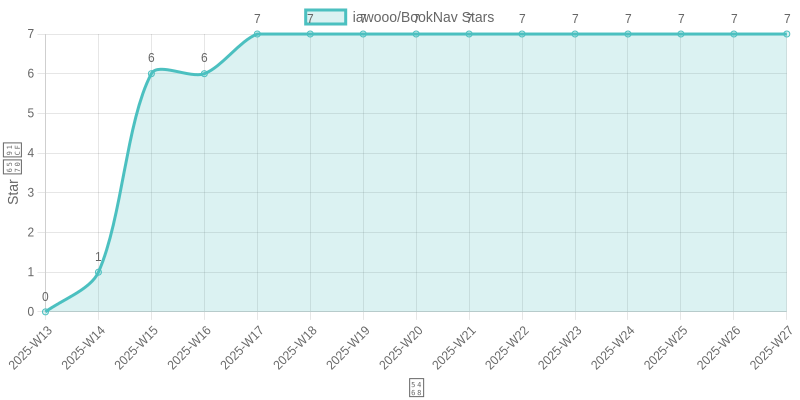 iawooo/BookNav Stars
0
1
6
6
7
7
7
7
7
7
7
7
7
7
7
7
6
5
4
3
2
1
0
Star
2025-W13
2025-W14
2025-W15
2025-W16
2025-W17
2025-W18
2025-W19
2025-W20
2025-W21
2025-W22
2025-W23
2025-W24
2025-W25
2025-W26
2025-W27